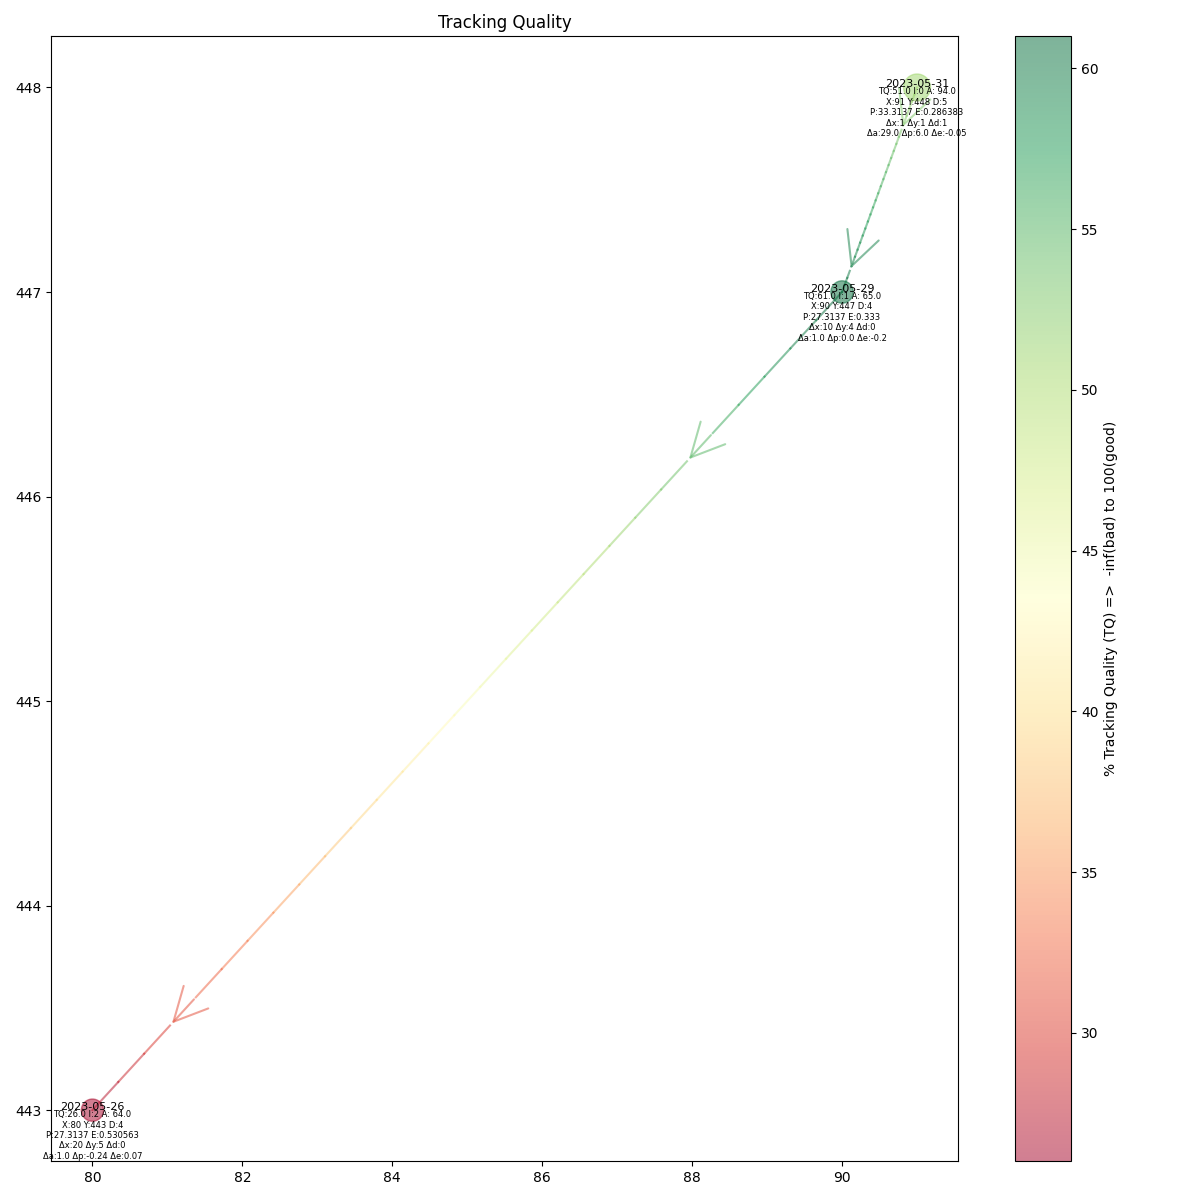 Tracking Quality
448
447
446
445
444
443
80
82
84
86
88
90
2023-05-31
TQ:51.0 I:0 A: 94.0
X:91 Y:448 D:5
P:33.3137 E:0.286383
Δx:1 Δy:1 Δd:1
Δa:29.0 Δp:6.0 Δe:-0.05
2023-05-29
TQ:61.0 I:1 A: 65.0
X:90 Y:447 D:4
P:27.3137 E:0.333
Δx:10 Δy:4 Δd:0
Δa:1.0 Δp:0.0 Δe:-0.2
2023-05-26
TQ:26.0 I:2 A: 64.0
X:80 Y:443 D:4
P:27.3137 E:0.530563
Δx:20 Δy:5 Δd:0
Δa:1.0 Δp:-0.24 Δe:0.07
60
55
50
45
40
35
30
% Tracking Quality (TQ) => -inf(bad) to 100(good)